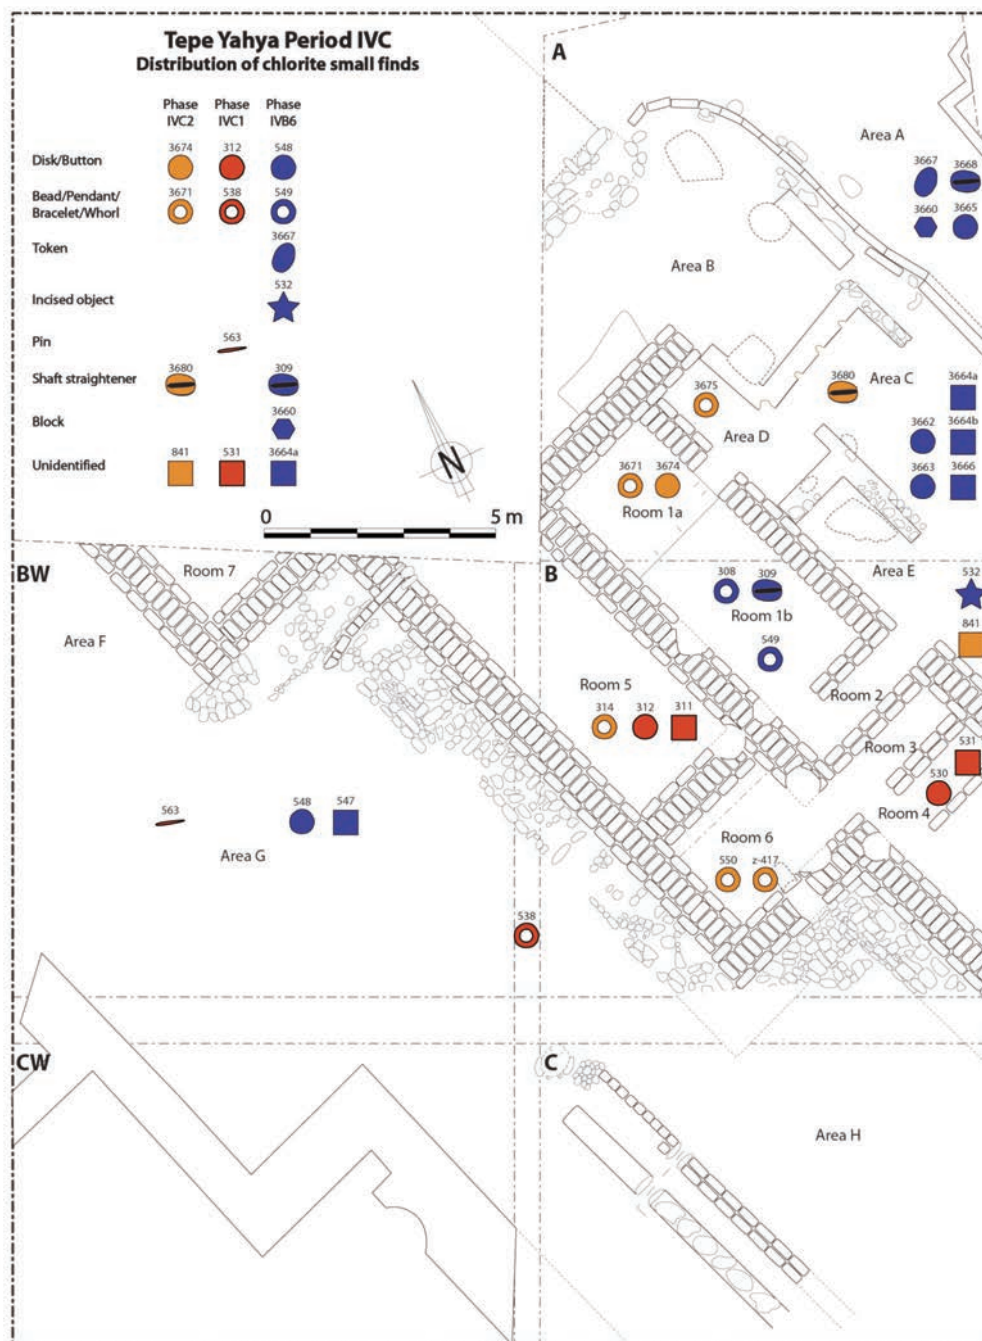 Tepe Yahya Period IVC
Distribution of chlorite small finds
Phase IVC2
Phase IVC1
Phase IVB6
Disk/Button
3674
312
548
Bead/Pendant/
Bracelet/Whorl
3671
538
549
Token
3667
Incised object
532
Pin
563
Shaft straightener
3680
309
Block
3660
Unidentified
841
531
3664a
N
0
5 m
A
Area A
3667
3668
3660
3665
Area B
Area C
3680
3664a
3675
Area D
3662
3664b
3663
3666
3671
3674
Room 1a
BW
Room 7
Area F
B
Area E
308
309
532
Room 1b
841
549
Room 5
Room 2
314
312
311
Room 3
531
530
Room 4
563
548
547
Area G
Room 6
550
z-417
538
CW
C
Area H